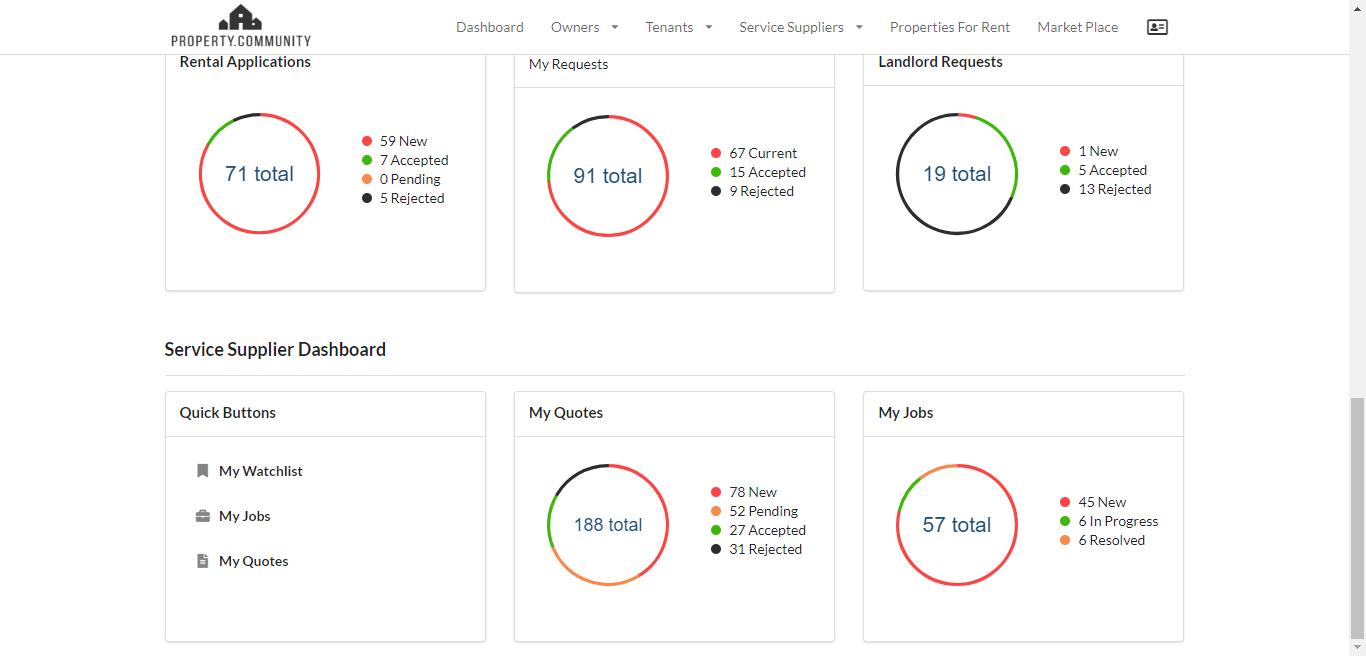 PROPERTY.COMMUNITY
Dashboard
Owners
Tenants
Service Suppliers
Properties For Rent
Market Place
Rental Applications
71 total
59 New
7 Accepted
0 Pending
5 Rejected
My Requests
91 total
67 Current
15 Accepted
9 Rejected
Landlord Requests
19 total
1 New
5 Accepted
13 Rejected
Service Supplier Dashboard
Quick Buttons
My Watchlist
My Jobs
My Quotes
My Quotes
188 total
78 New
52 Pending
27 Accepted
31 Rejected
My Jobs
57 total
45 New
6 In Progress
6 Resolved